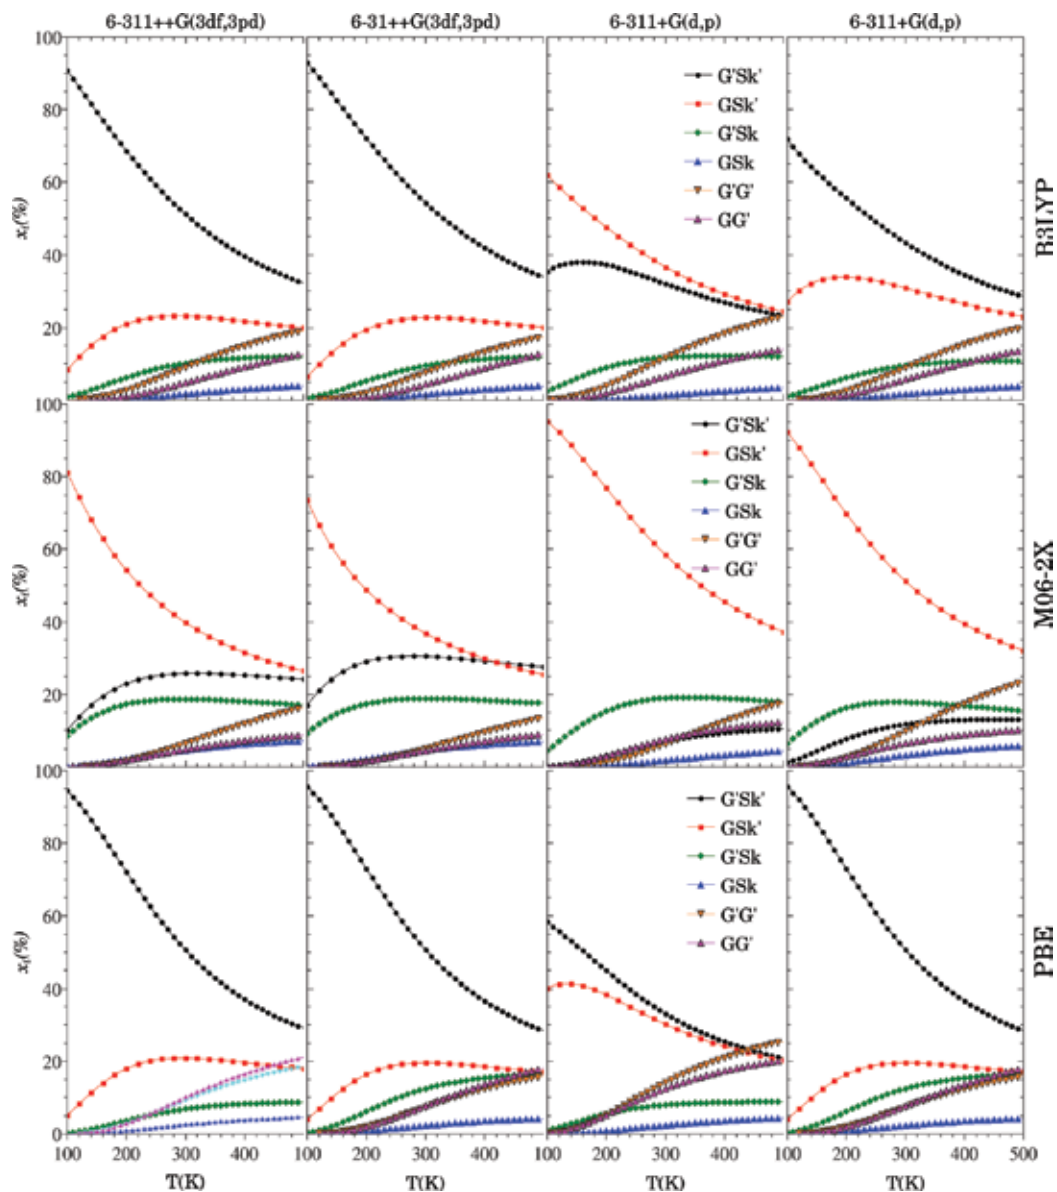 6-311++G(3df,3pd) 6-31++G(3df,3pd) 6-311+G(d,p) 6-311+G(d,p)
100
80
60
40
20
0
x_i(%)
G'Sk'
GSk'
G'Sk
GSk
G'G'
GG'
B3LYP
80
60
40
20
0
x_i(%)
G'Sk'
GSk'
G'Sk
GSk
G'G'
GG'
M06-2X
80
60
40
20
0
x_i(%)
G'Sk'
GSk'
G'Sk
GSk
G'G'
GG'
PBE
100 200 300 400 100 200 300 400 100 200 300 400 100 200 300 400 500
T(K) T(K) T(K) T(K)